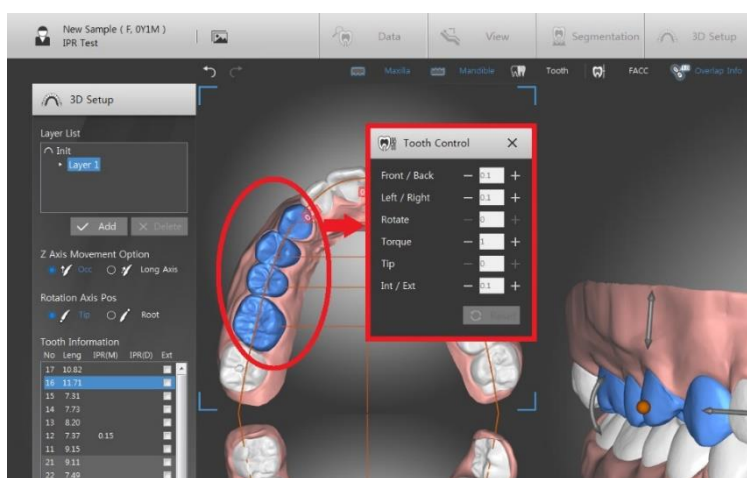 New Sample ( F, 0Y1M )
IPR Test
Data
View
Segmentation
3D Setup
Maxilla
Mandible
Tooth
FACC
Overlap Info
3D Setup
Layer List
Init
Layer 1
Add
Delete
Z Axis Movement Option
Occ
Long Axis
Rotation Axis Pos
Tip
Root
Tooth Information
No Leng IPR(M) IPR(D) Ext
17 10.82
16 11.71
15 7.31
14 7.73
13 8.20
12 7.37 0.15
11 9.15
21 9.11
22 7.49
Tooth Control
Front / Back − 0.1 +
Left / Right − 0.1 +
Rotate − 0 +
Torque − 1 +
Tip − 0 +
Int / Ext − 0.1 +
Reset